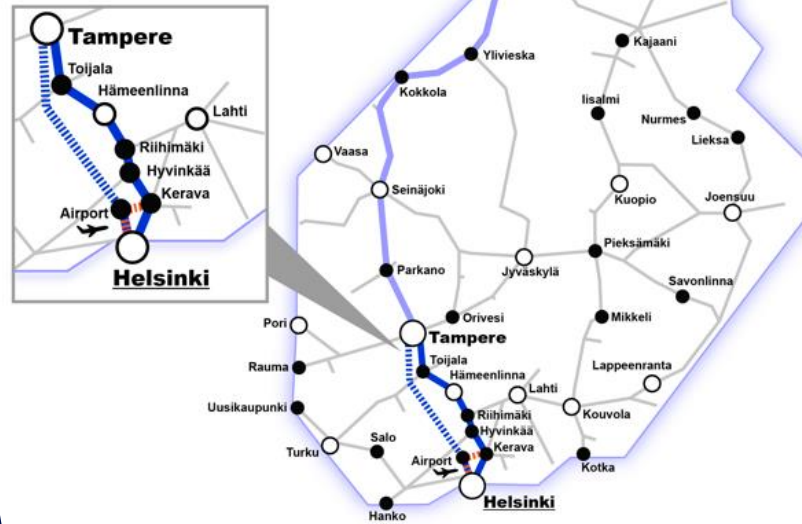 Tampere
Toijala
Hämeenlinna
Lahti
Riihimäki
Hyvinkää
Kerava
Airport
Helsinki
Kajaani
Ylivieska
Kokkola
Iisalmi
Nurmes
Lieksa
Vaasa
Seinäjoki
Kuopio
Joensuu
Pieksämäki
Parkano
Jyväskylä
Savonlinna
Pori
Orivesi
Mikkeli
Tampere
Rauma
Toijala
Lappeenranta
Hämeenlinna
Lahti
Uusikaupunki
Riihimäki
Kouvola
Hyvinkää
Turku
Salo
Kerava
Airport
Kotka
Helsinki
Hanko